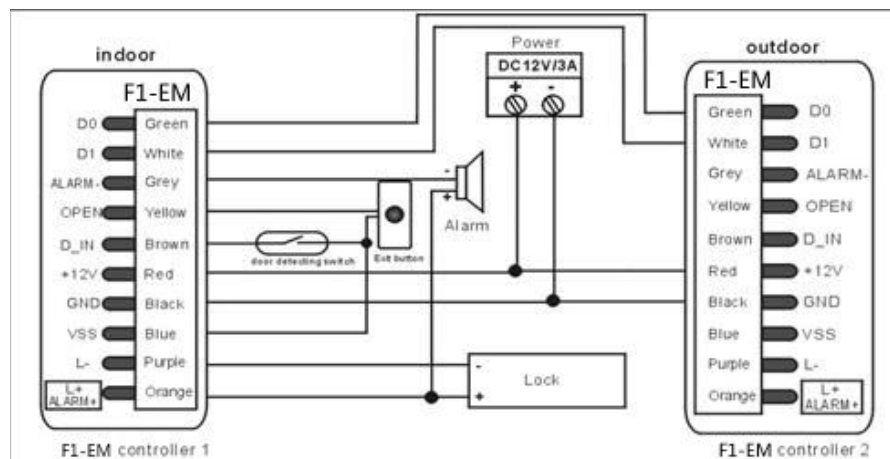 indoor
F1-EM
D0 Green
D1 White
ALARM- Grey
OPEN Yellow
D_IN Brown
+12V Red
GND Black
VSS Blue
L- Purple
L+
ALARM+
Orange
F1-EM controller 1
Power
DC12V/3A
+ -
-
+
Alarm
door detecting switch
Exit button
-
+
Lock
outdoor
F1-EM
Green D0
White D1
Grey ALARM-
Yellow OPEN
Brown D_IN
Red +12V
Black GND
Blue VSS
Purple L-
Orange
L+
ALARM+
F1-EM controller 2